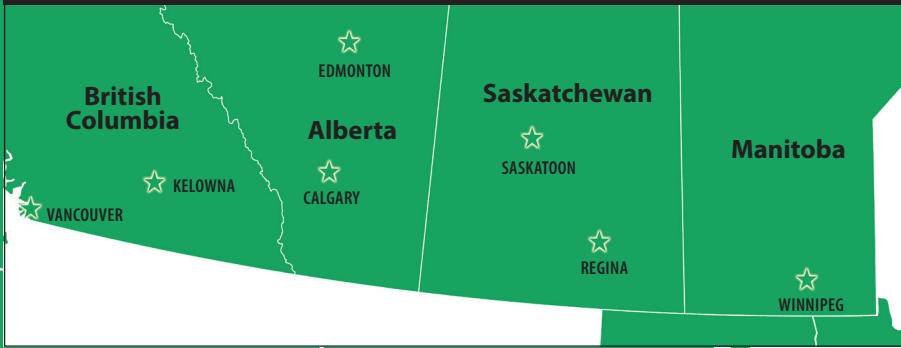 EDMONTON
British
Columbia
Alberta
Saskatchewan
SASKATOON
Manitoba
KELOWNA
CALGARY
VANCOUVER
REGINA
WINNIPEG